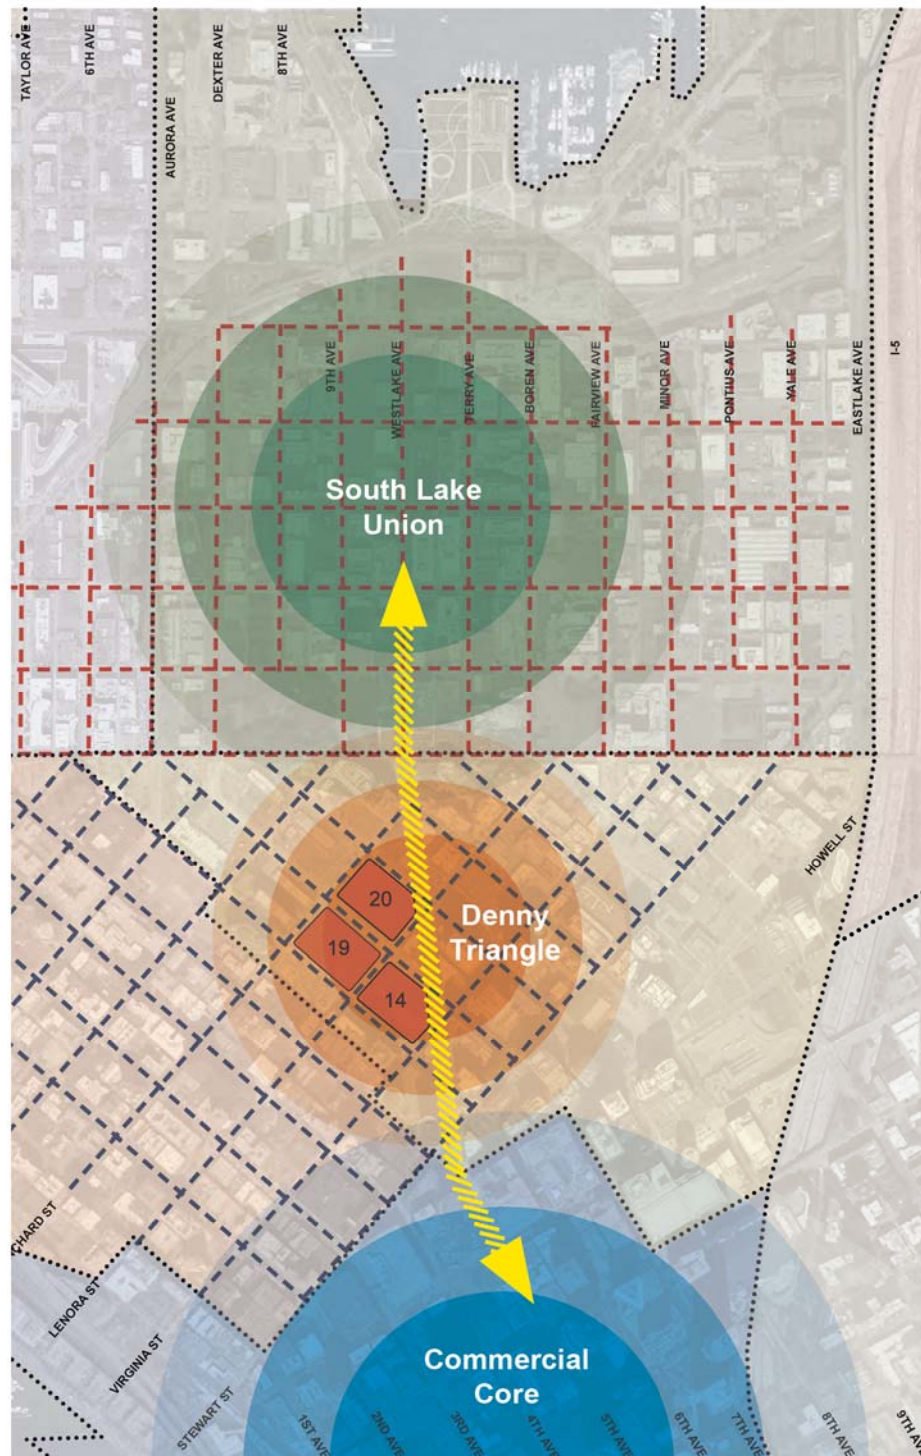 TAYLOR AVE
6TH AVE
AURORA AVE
DEXTER AVE
8TH AVE
9TH AVE
WESTLAKE AVE
TERRY AVE
BOREN AVE
FAIRVIEW AVE
MINOR AVE
PONTIUS AVE
YALE AVE
EASTLAKE AVE
I-5
South Lake
Union
HOWELL ST
20
19
14
Denny
Triangle
CHARD ST
LENORA ST
VIRGINIA ST
STEWART ST
Commercial
Core
1ST AVE
2ND AVE
3RD AVE
4TH AVE
5TH AVE
6TH AVE
7TH AVE
8TH AVE
9TH AV